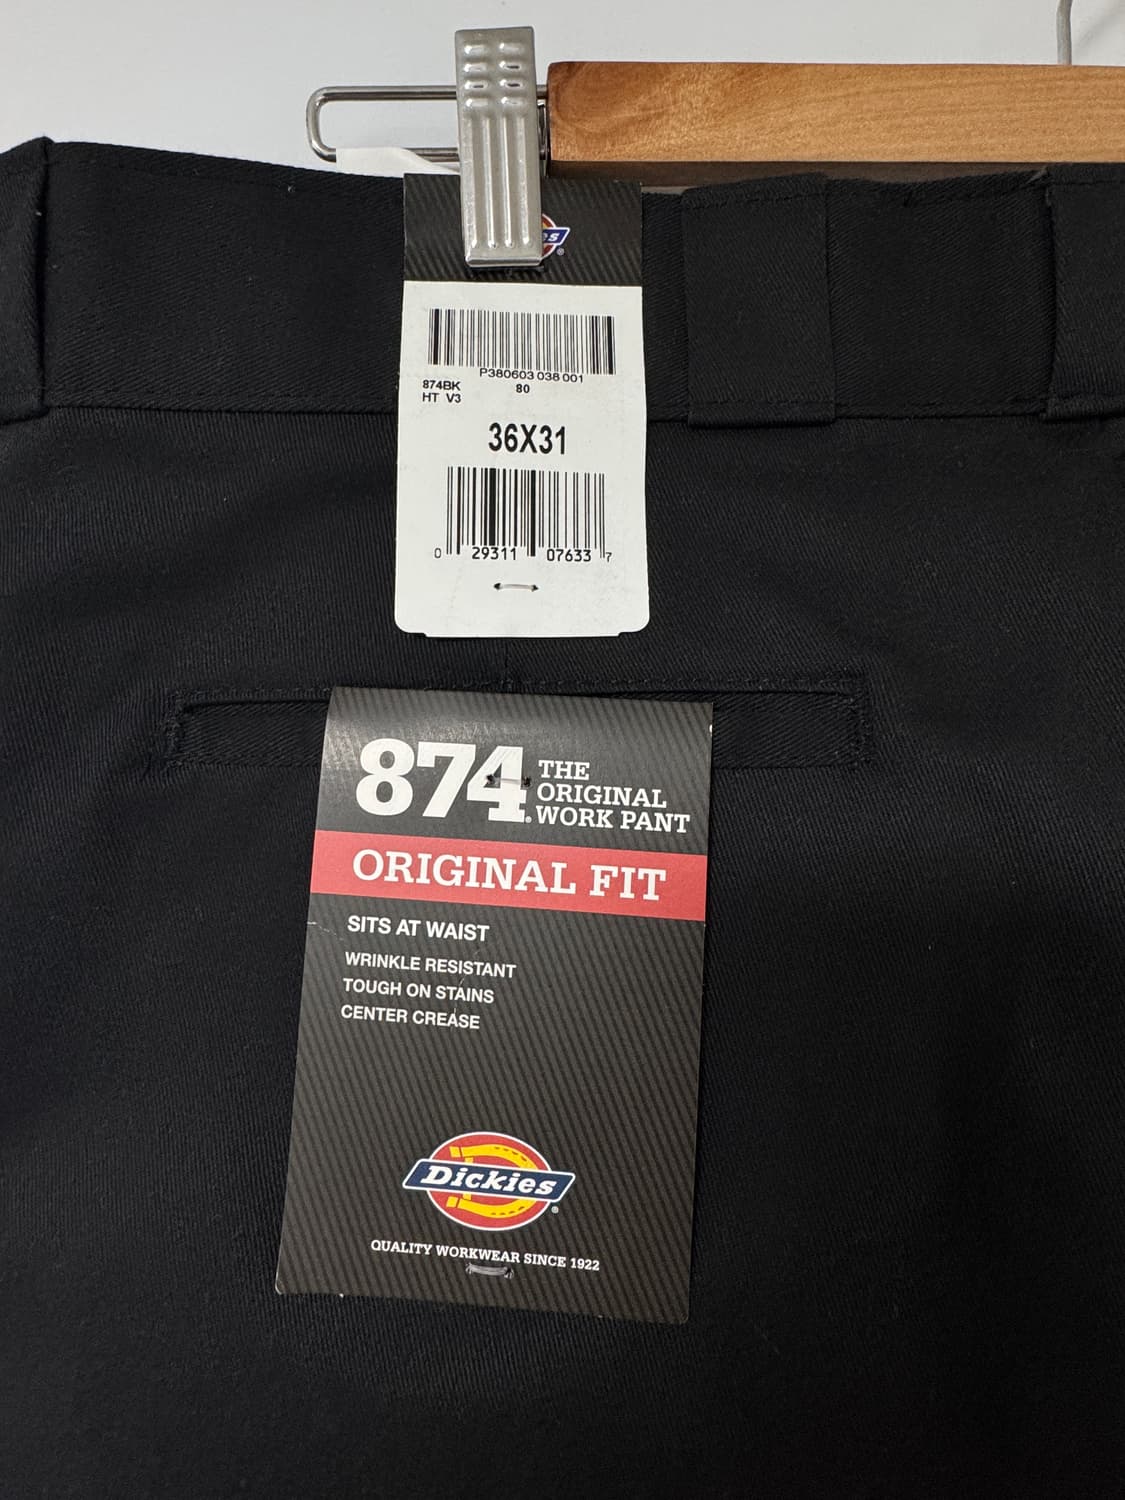 es®
P380603 038 001
874BK 80
HT V3
36X31
0 29311 07633 7
874® THE
ORIGINAL
WORK PANT
ORIGINAL FIT
SITS AT WAIST
WRINKLE RESISTANT
TOUGH ON STAINS
CENTER CREASE
Dickies®
QUALITY WORKWEAR SINCE 1922